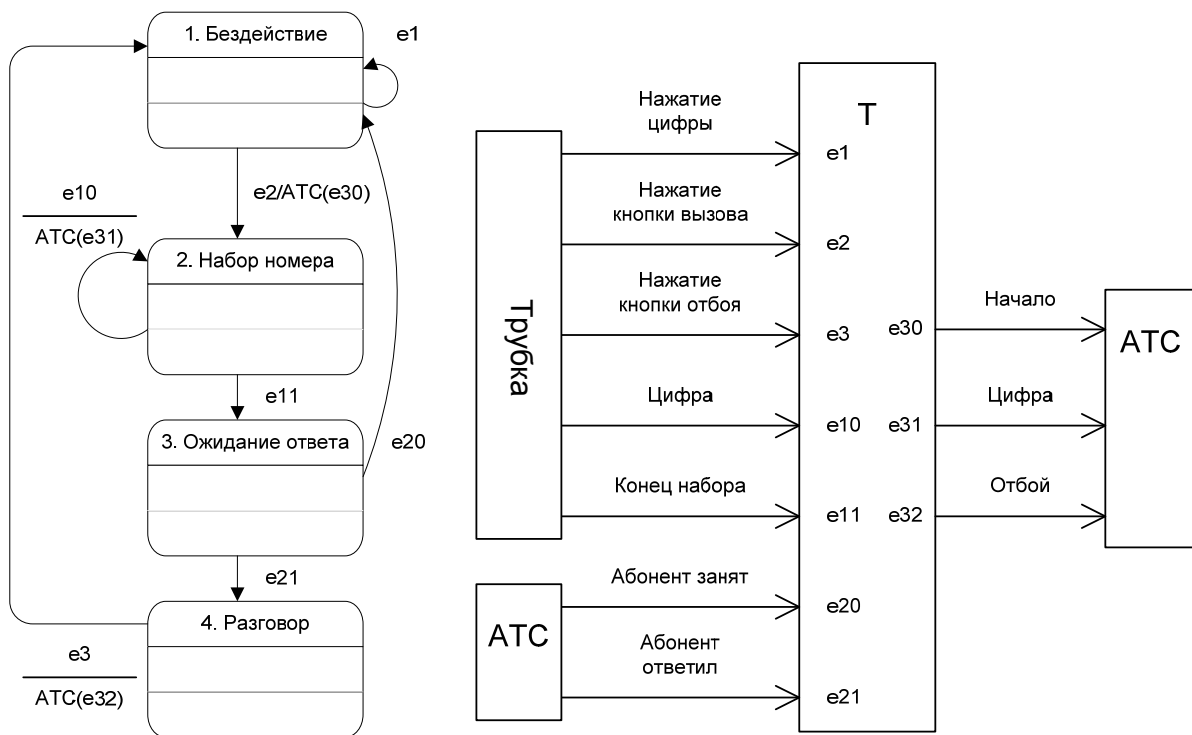 1. Бездействие
e1
e2/АТС(e30)
e10
АТС(e31)
2. Набор номера
e11
3. Ожидание ответа
e20
e21
4. Разговор
e3
АТС(e32)
Трубка
Нажатие
цифры
Нажатие
кнопки вызова
Нажатие
кнопки отбоя
Цифра
Конец набора
АТС
Абонент занят
Абонент
ответил
Т
e1
e2
e3
e10
e11
e20
e21
e30
e31
e32
Начало
Цифра
Отбой
АТС